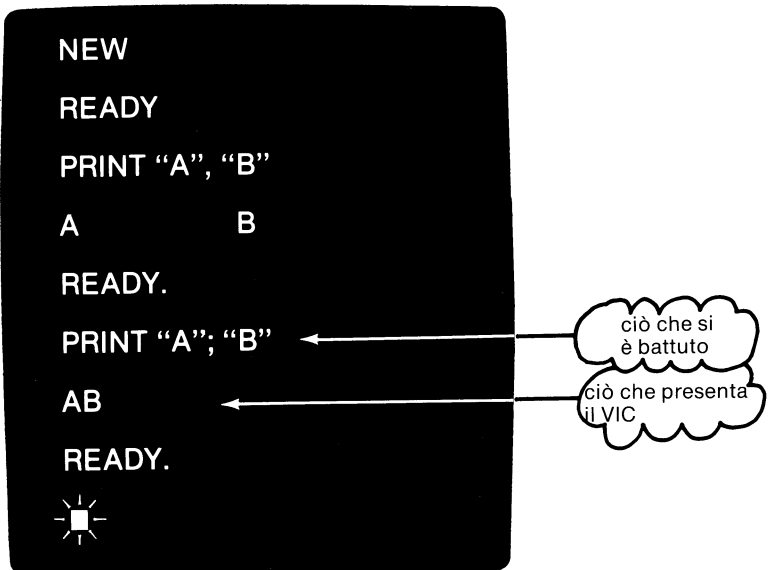 NEW
READY
PRINT “A”, “B”
A B
READY.
PRINT “A”; “B”
ciò che si
è battuto
AB
ciò che presenta
il VIC
READY.